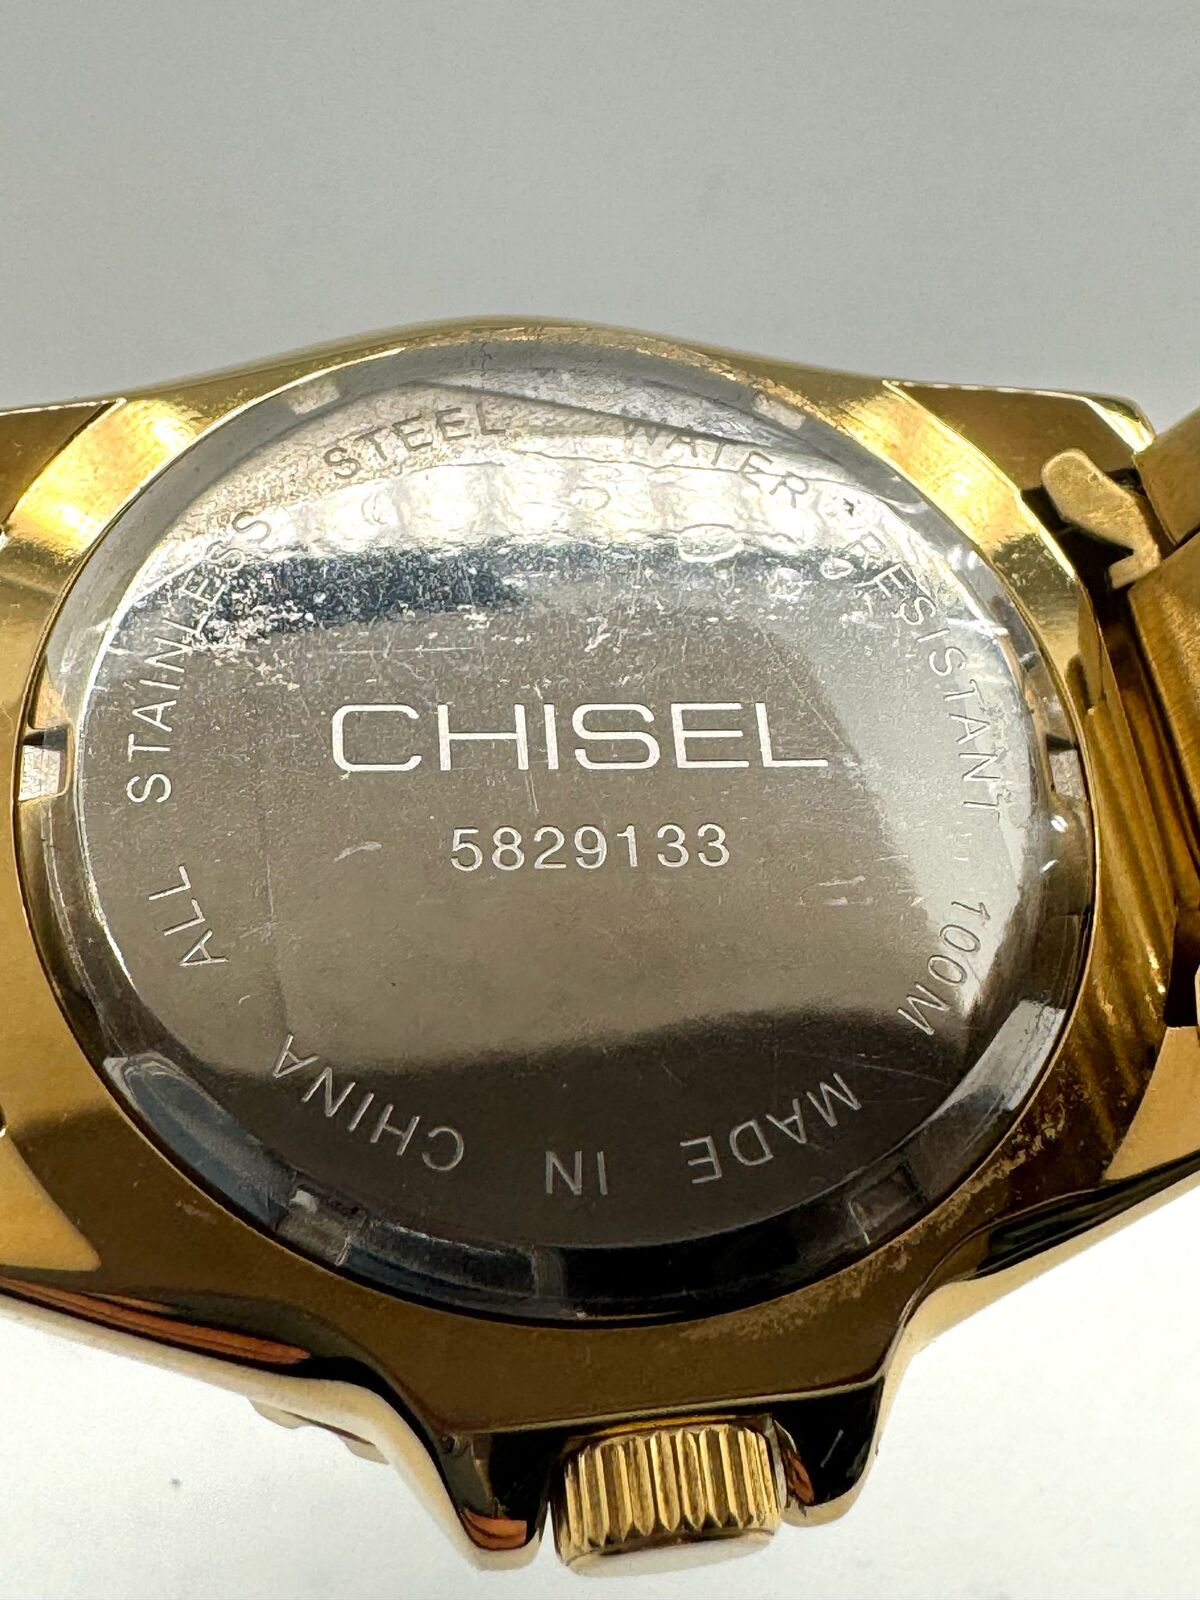 CHISEL
5829133
ALL STAINLESS STEEL WATER RESISTANT 100M MADE IN CHINA